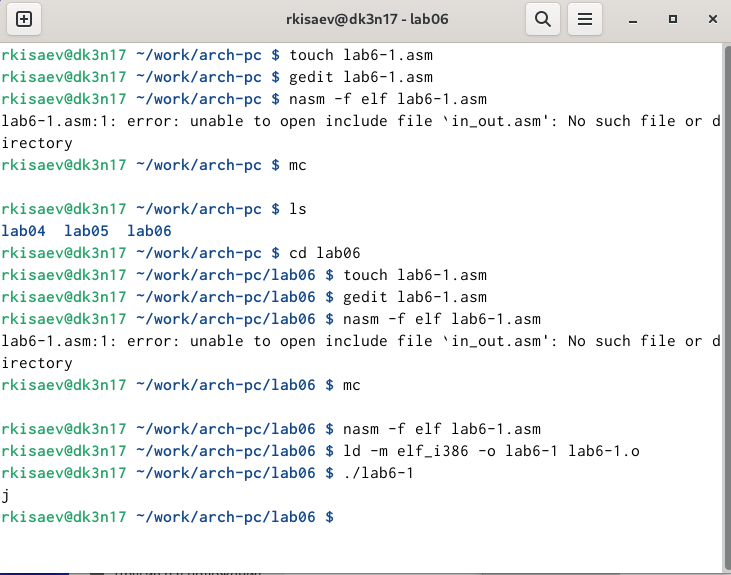 rkisaev@dk3n17 - lab06
rkisaev@dk3n17 ~/work/arch-pc $ touch lab6-1.asm
rkisaev@dk3n17 ~/work/arch-pc $ gedit lab6-1.asm
rkisaev@dk3n17 ~/work/arch-pc $ nasm -f elf lab6-1.asm
lab6-1.asm:1: error: unable to open include file `in_out.asm': No such file or d
irectory
rkisaev@dk3n17 ~/work/arch-pc $ mc
rkisaev@dk3n17 ~/work/arch-pc $ ls
lab04  lab05  lab06
rkisaev@dk3n17 ~/work/arch-pc $ cd lab06
rkisaev@dk3n17 ~/work/arch-pc/lab06 $ touch lab6-1.asm
rkisaev@dk3n17 ~/work/arch-pc/lab06 $ gedit lab6-1.asm
rkisaev@dk3n17 ~/work/arch-pc/lab06 $ nasm -f elf lab6-1.asm
lab6-1.asm:1: error: unable to open include file `in_out.asm': No such file or d
irectory
rkisaev@dk3n17 ~/work/arch-pc/lab06 $ mc
rkisaev@dk3n17 ~/work/arch-pc/lab06 $ nasm -f elf lab6-1.asm
rkisaev@dk3n17 ~/work/arch-pc/lab06 $ ld -m elf_i386 -o lab6-1 lab6-1.o
rkisaev@dk3n17 ~/work/arch-pc/lab06 $ ./lab6-1
j
rkisaev@dk3n17 ~/work/arch-pc/lab06 $